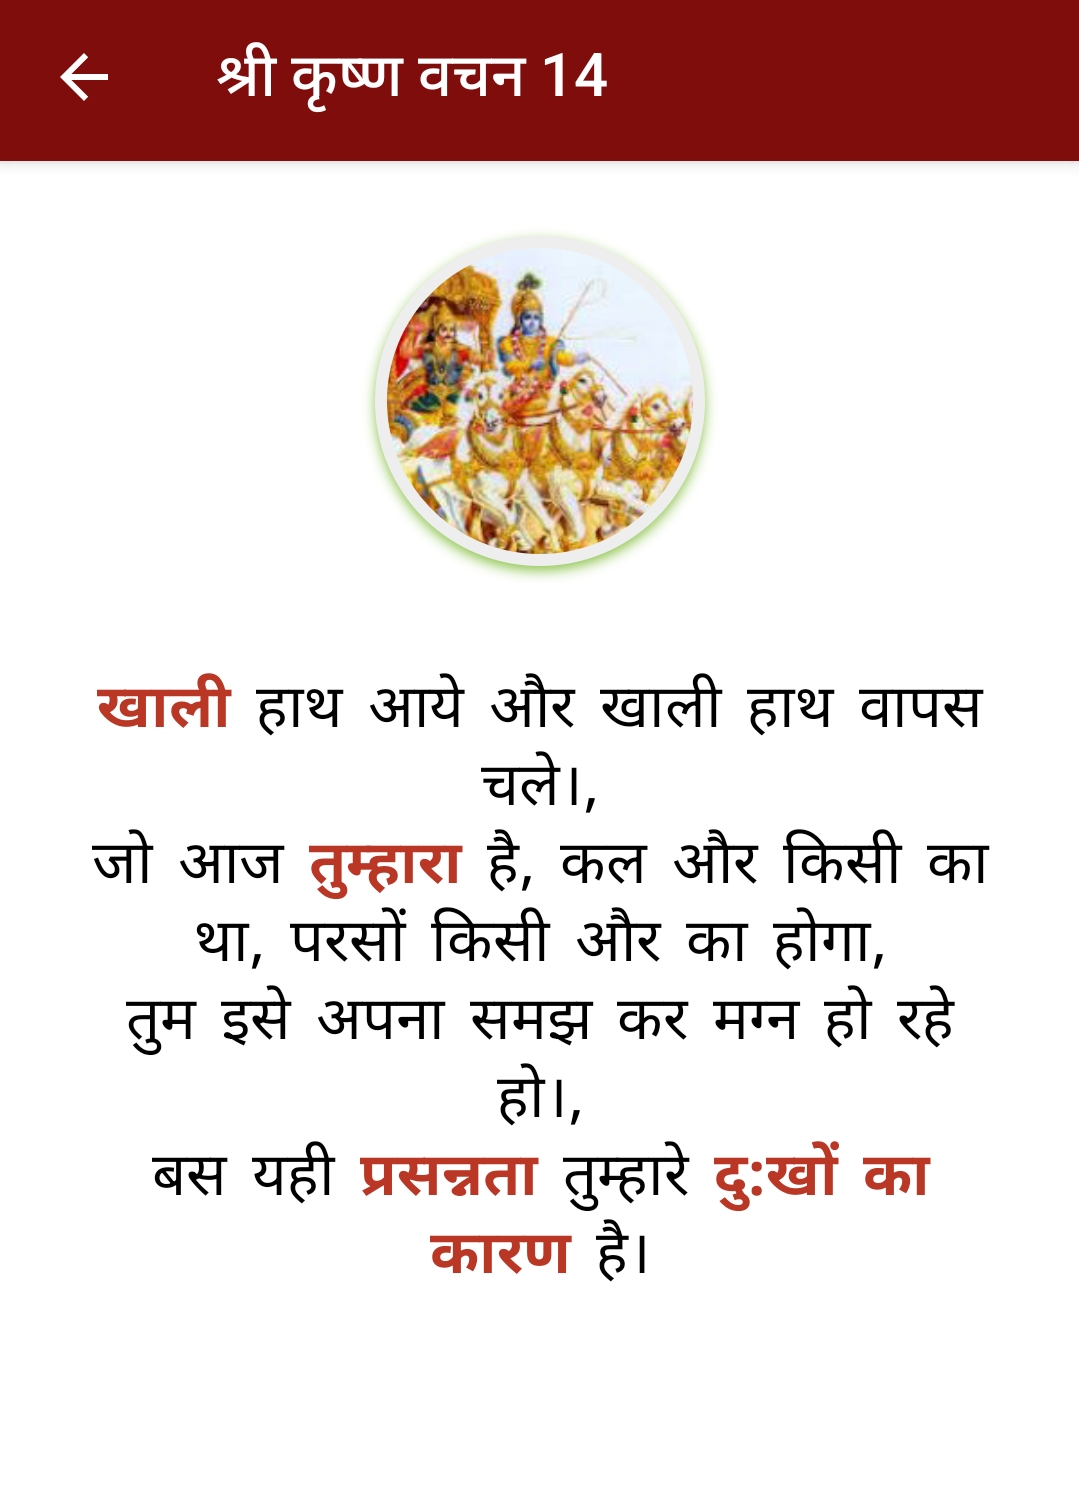 श्री कृष्ण वचन 14
खाली हाथ आये और खाली हाथ वापस
चले।,
जो आज तुम्हारा है, कल और किसी का
था, परसों किसी और का होगा,
तुम इसे अपना समझ कर मग्न हो रहे
हो।,
बस यही प्रसन्नता तुम्हारे दु:खों का
कारण है।